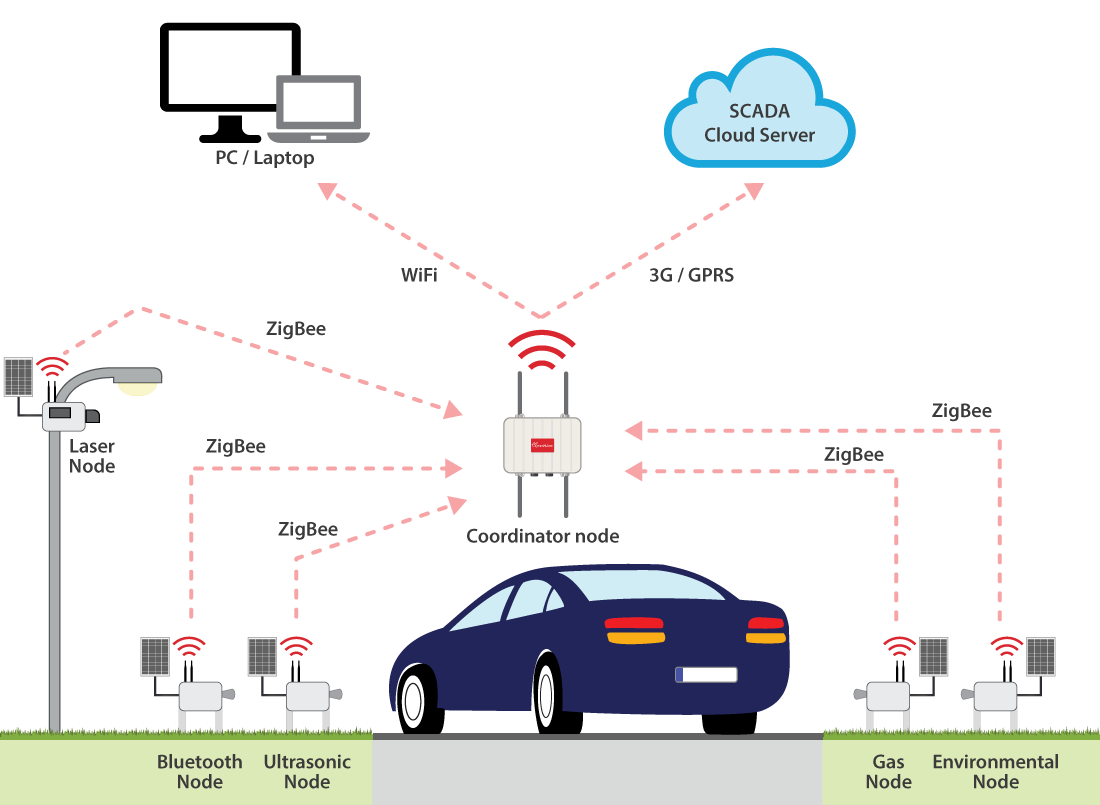 SCADA
Cloud Server
PC / Laptop
WiFi
3G / GPRS
ZigBee
ZigBee
Laser
Node
ZigBee
ZigBee
ZigBee
Coordinator node
Bluetooth
Node
Ultrasonic
Node
Gas
Node
Environmental
Node